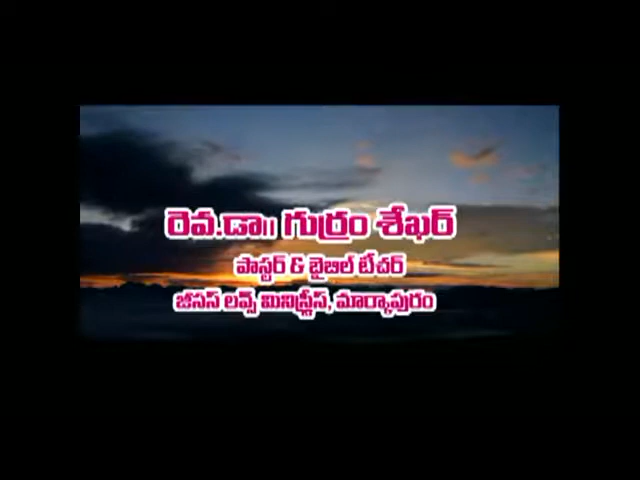 రెవ.డా॥ గుర్రం శేఖర్
పాస్టర్ & బైబిల్ టీచర్
జీసస్ లవ్స్ మినిస్ట్రీస్, మార్కాపురం